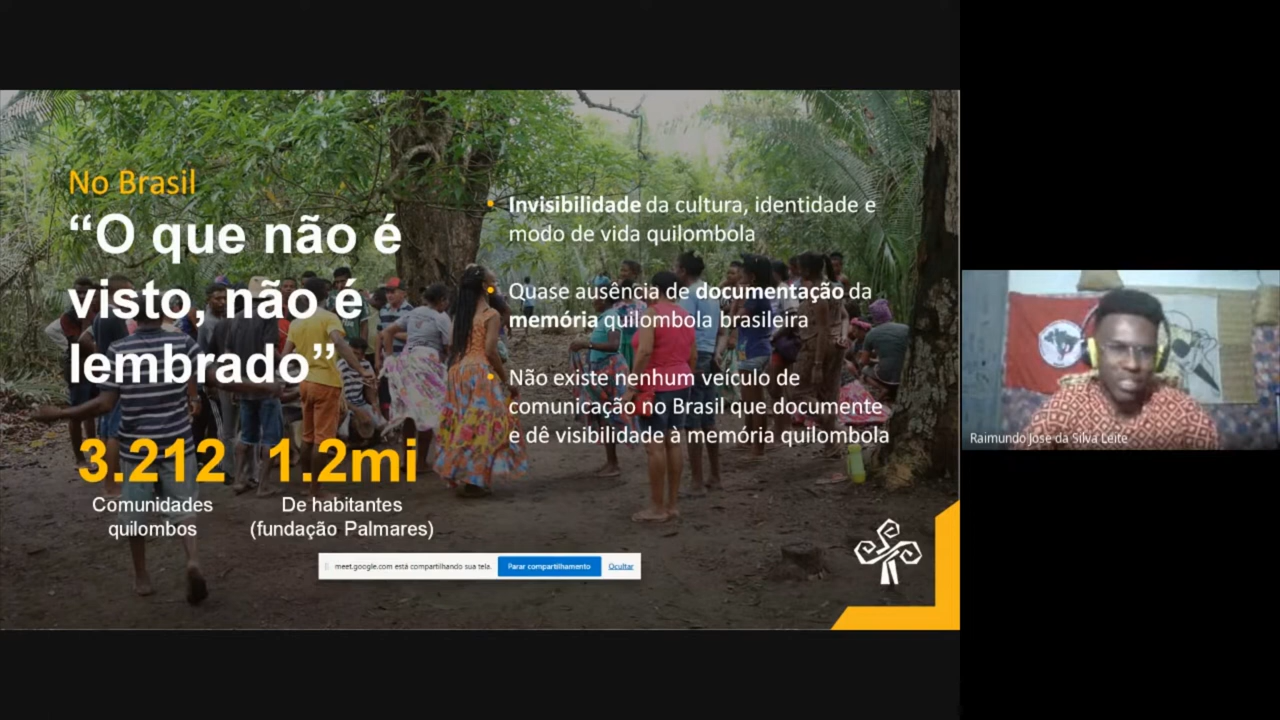 No Brasil
“O que não é
visto, não é
lembrado”
3.212
Comunidades
quilombos
1.2mi
De habitantes
(fundação Palmares)
• Invisibilidade da cultura, identidade e
modo de vida quilombola
• Quase ausência de documentação da
memória quilombola brasileira
• Não existe nenhum veículo de
comunicação no Brasil que documente
e dê visibilidade à memória quilombola
meet.google.com está compartilhando sua tela. Parar compartilhamento Ocultar
Raimundo José da Silva Leite